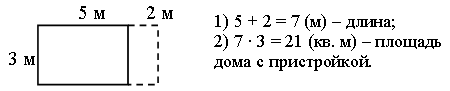 5 м 2 м
3 м
1) 5 + 2 = 7 (м) – длина;
2) 7 · 3 = 21 (кв. м) – площадь
дома с пристройкой.